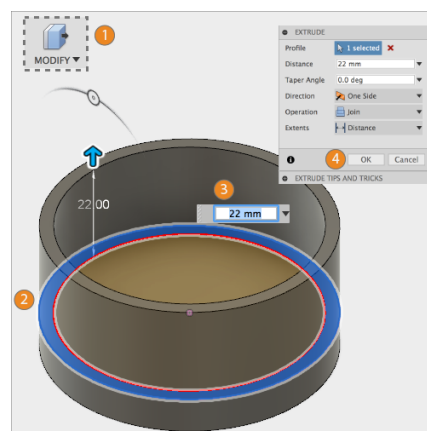 1
MODIFY
EXTRUDE
Profile 1 selected
Distance 22 mm
Taper Angle 0.0 deg
Direction One Side
Operation Join
Extents Distance
4 OK Cancel
EXTRUDE TIPS AND TRICKS
3
22.00
22 mm
2